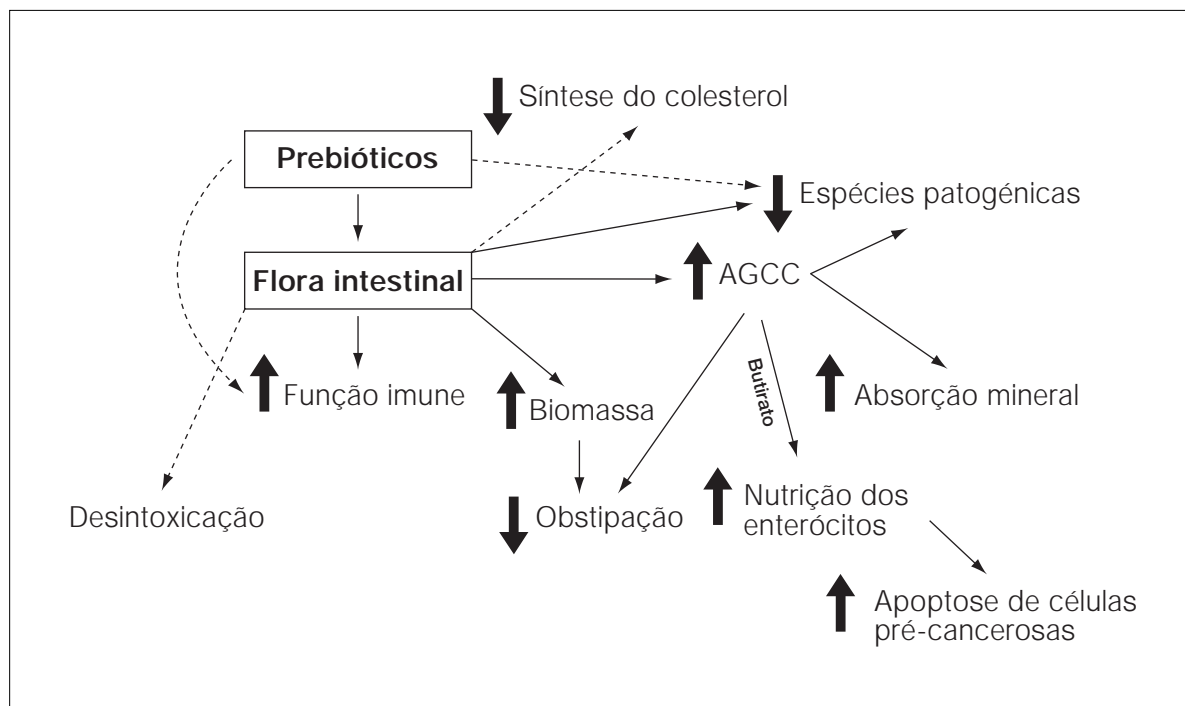 Síntese do colesterol
Prebióticos
Espécies patogénicas
Flora intestinal
AGCC
Função imune
Biomassa
Butirato
Absorção mineral
Desintoxicação
Obstipação
Nutrição dos
enterócitos
Apoptose de células
pré-cancerosas